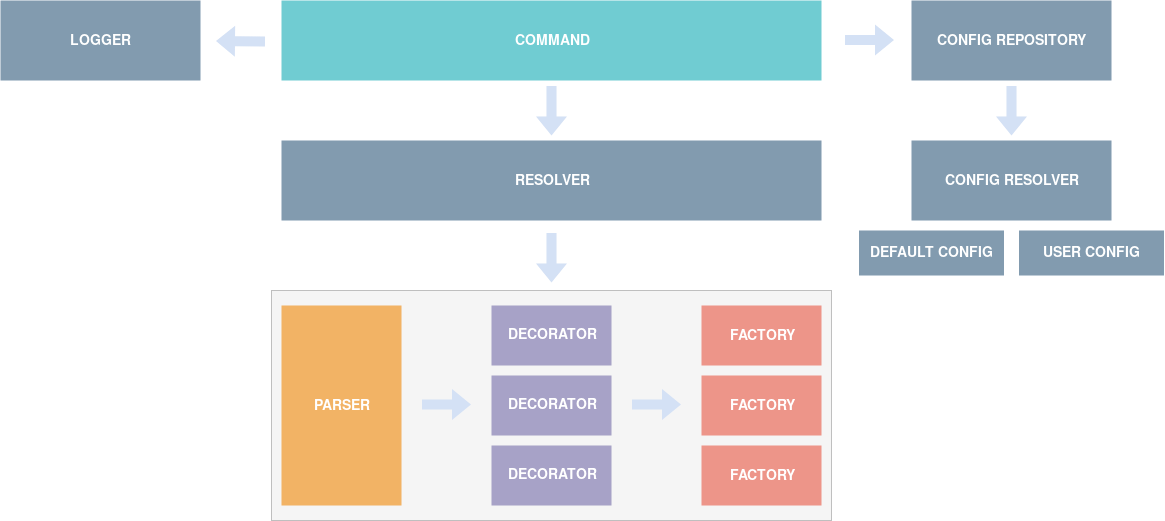 LOGGER
COMMAND
CONFIG REPOSITORY
RESOLVER
CONFIG RESOLVER
DEFAULT CONFIG
USER CONFIG
PARSER
DECORATOR
FACTORY
DECORATOR
FACTORY
DECORATOR
FACTORY